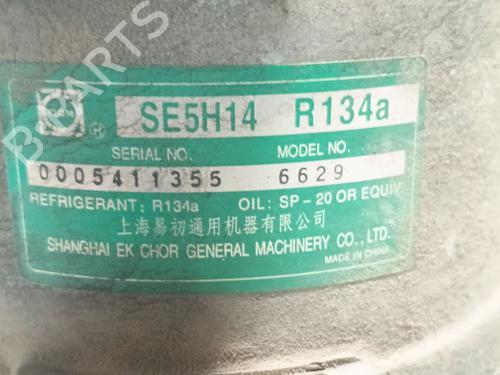 SE5H14 R134a
®
SERIAL NO. MODEL NO.
0005411355 6629
REFRIGERANT: R134a OIL: SP-20 OR EQUIV.
上海易初通用机器有限公司
SHANGHAI EK CHOR GENERAL MACHINERY CO., LTD.
MADE IN CHINA